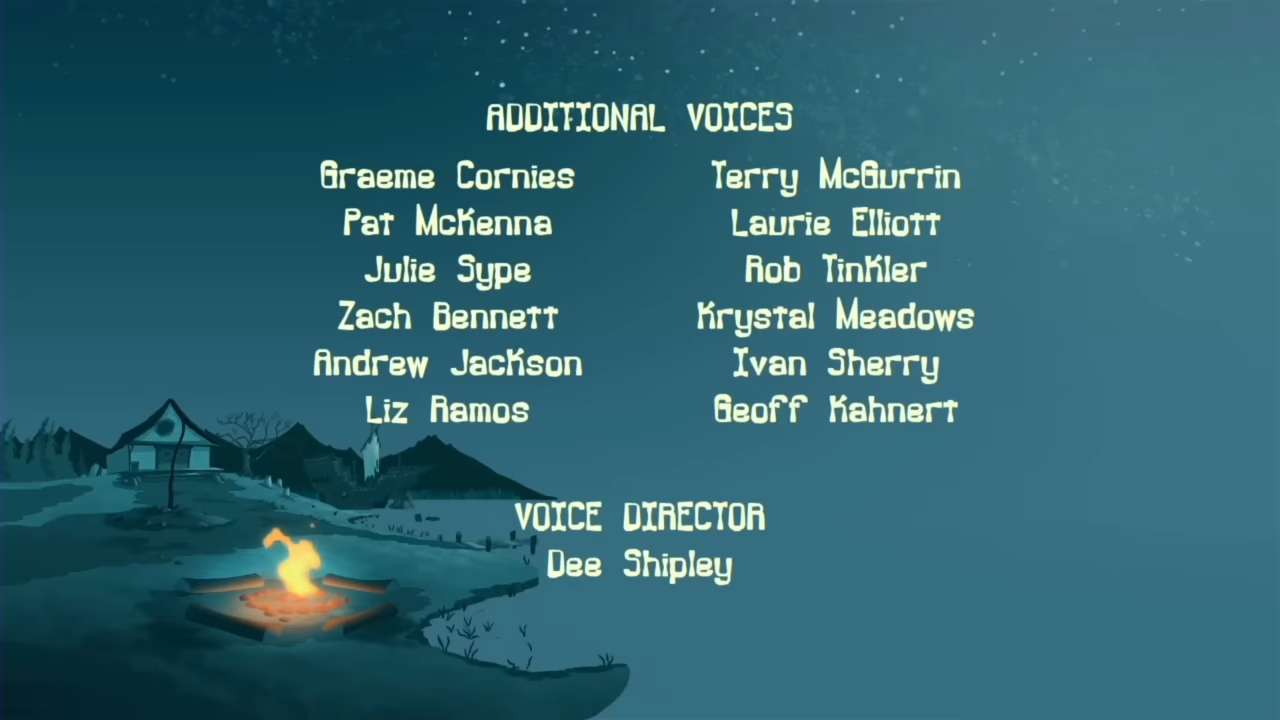 ADDITIONAL VOICES
Graeme Cornies Terry McGurrin
Pat McKenna Laurie Elliott
Julie Sype Rob Tinkler
Zach Bennett Krystal Meadows
Andrew Jackson Ivan Sherry
Liz Ramos Geoff Kahnert
VOICE DIRECTOR
Dee Shipley